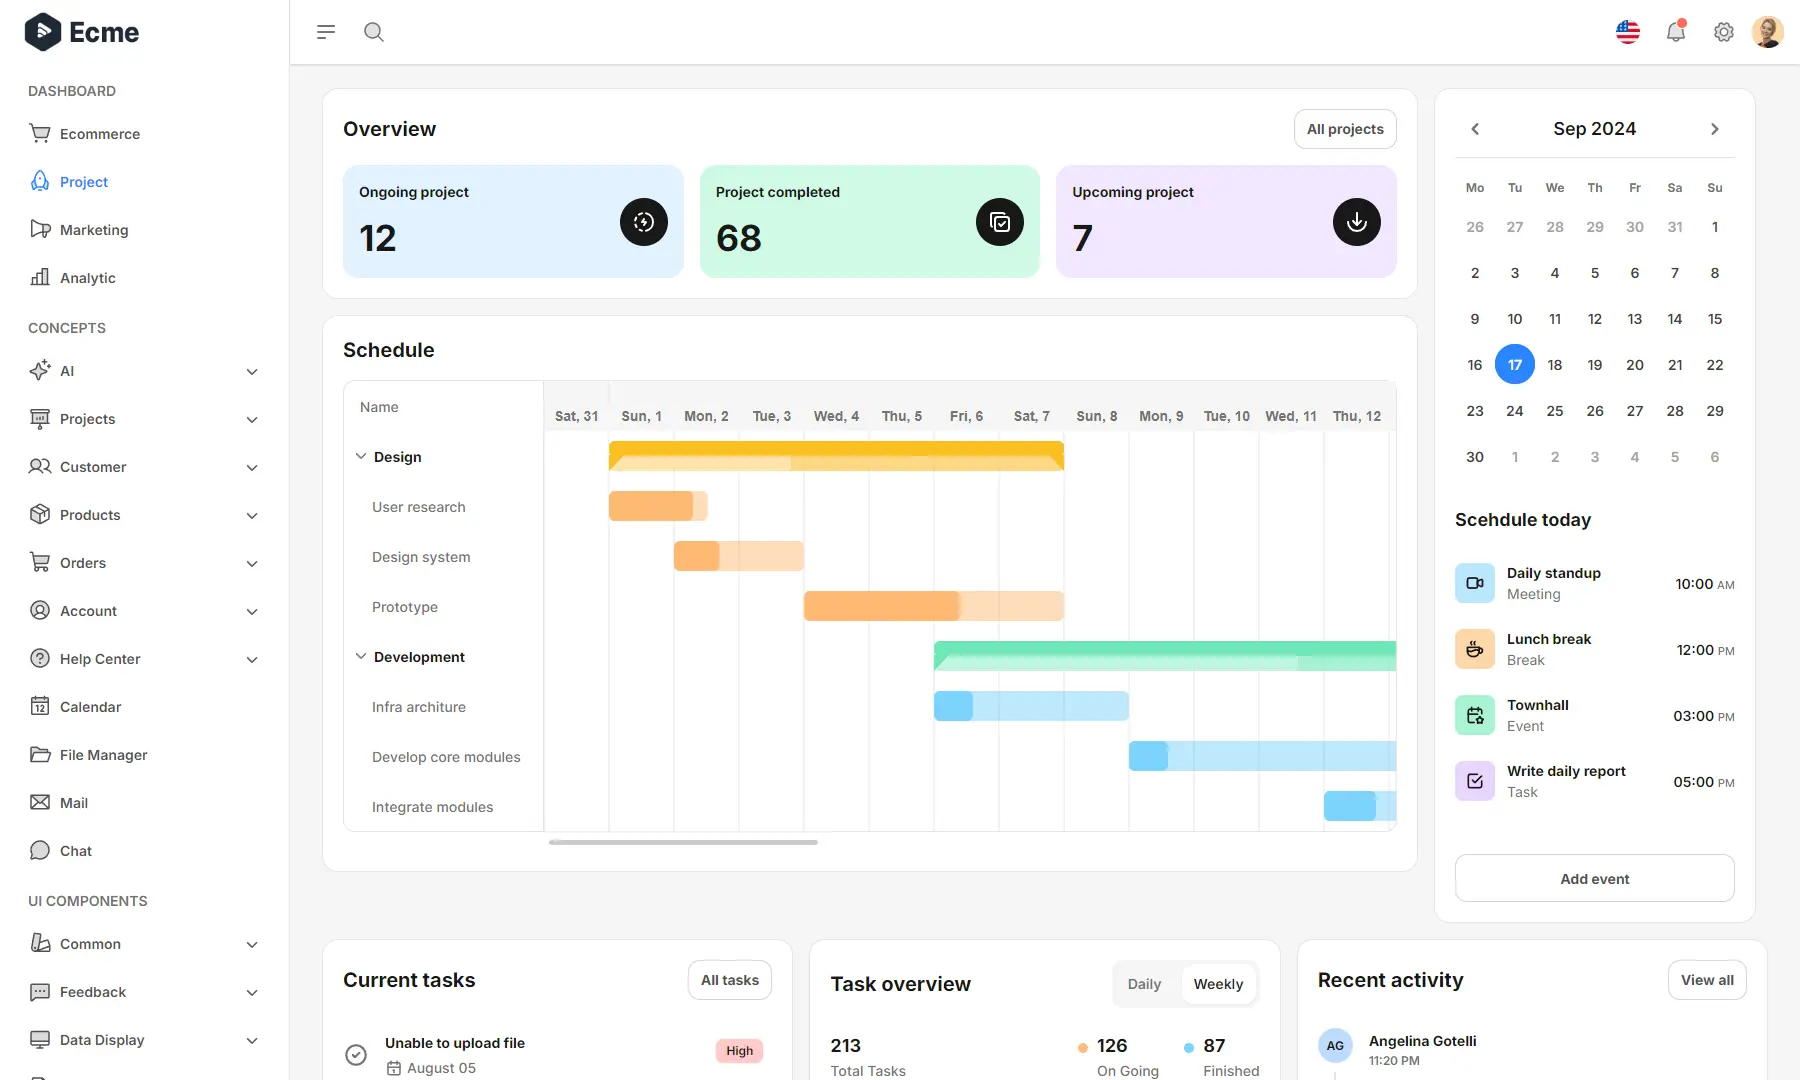 Ecme
DASHBOARD
Ecommerce
Project
Marketing
Analytic
CONCEPTS
AI
Projects
Customer
Products
Orders
Account
Help Center
12
Calendar
File Manager
Mail
Chat
UI COMPONENTS
Common
Feedback
Data Display
Overview
All projects
Ongoing project
12
Project completed
68
Upcoming project
7
Schedule
Name
Sat, 31 Sun, 1 Mon, 2 Tue, 3 Wed, 4 Thu, 5 Fri, 6 Sat, 7 Sun, 8 Mon, 9 Tue, 10 Wed, 11 Thu, 12
Design
User research
Design system
Prototype
Development
Infra architure
Develop core modules
Integrate modules
Sep 2024
Mo Tu We Th Fr Sa Su
26 27 28 29 30 31 1
2 3 4 5 6 7 8
9 10 11 12 13 14 15
16 17 18 19 20 21 22
23 24 25 26 27 28 29
30 1 2 3 4 5 6
Scehdule today
Daily standup
Meeting
10:00 AM
Lunch break
Break
12:00 PM
Townhall
Event
03:00 PM
Write daily report
Task
05:00 PM
Add event
Current tasks
All tasks
Unable to upload file
August 05
High
Task overview
Daily Weekly
213
Total Tasks
126
On Going
87
Finished
Recent activity
View all
AG
Angelina Gotelli
11:20 PM